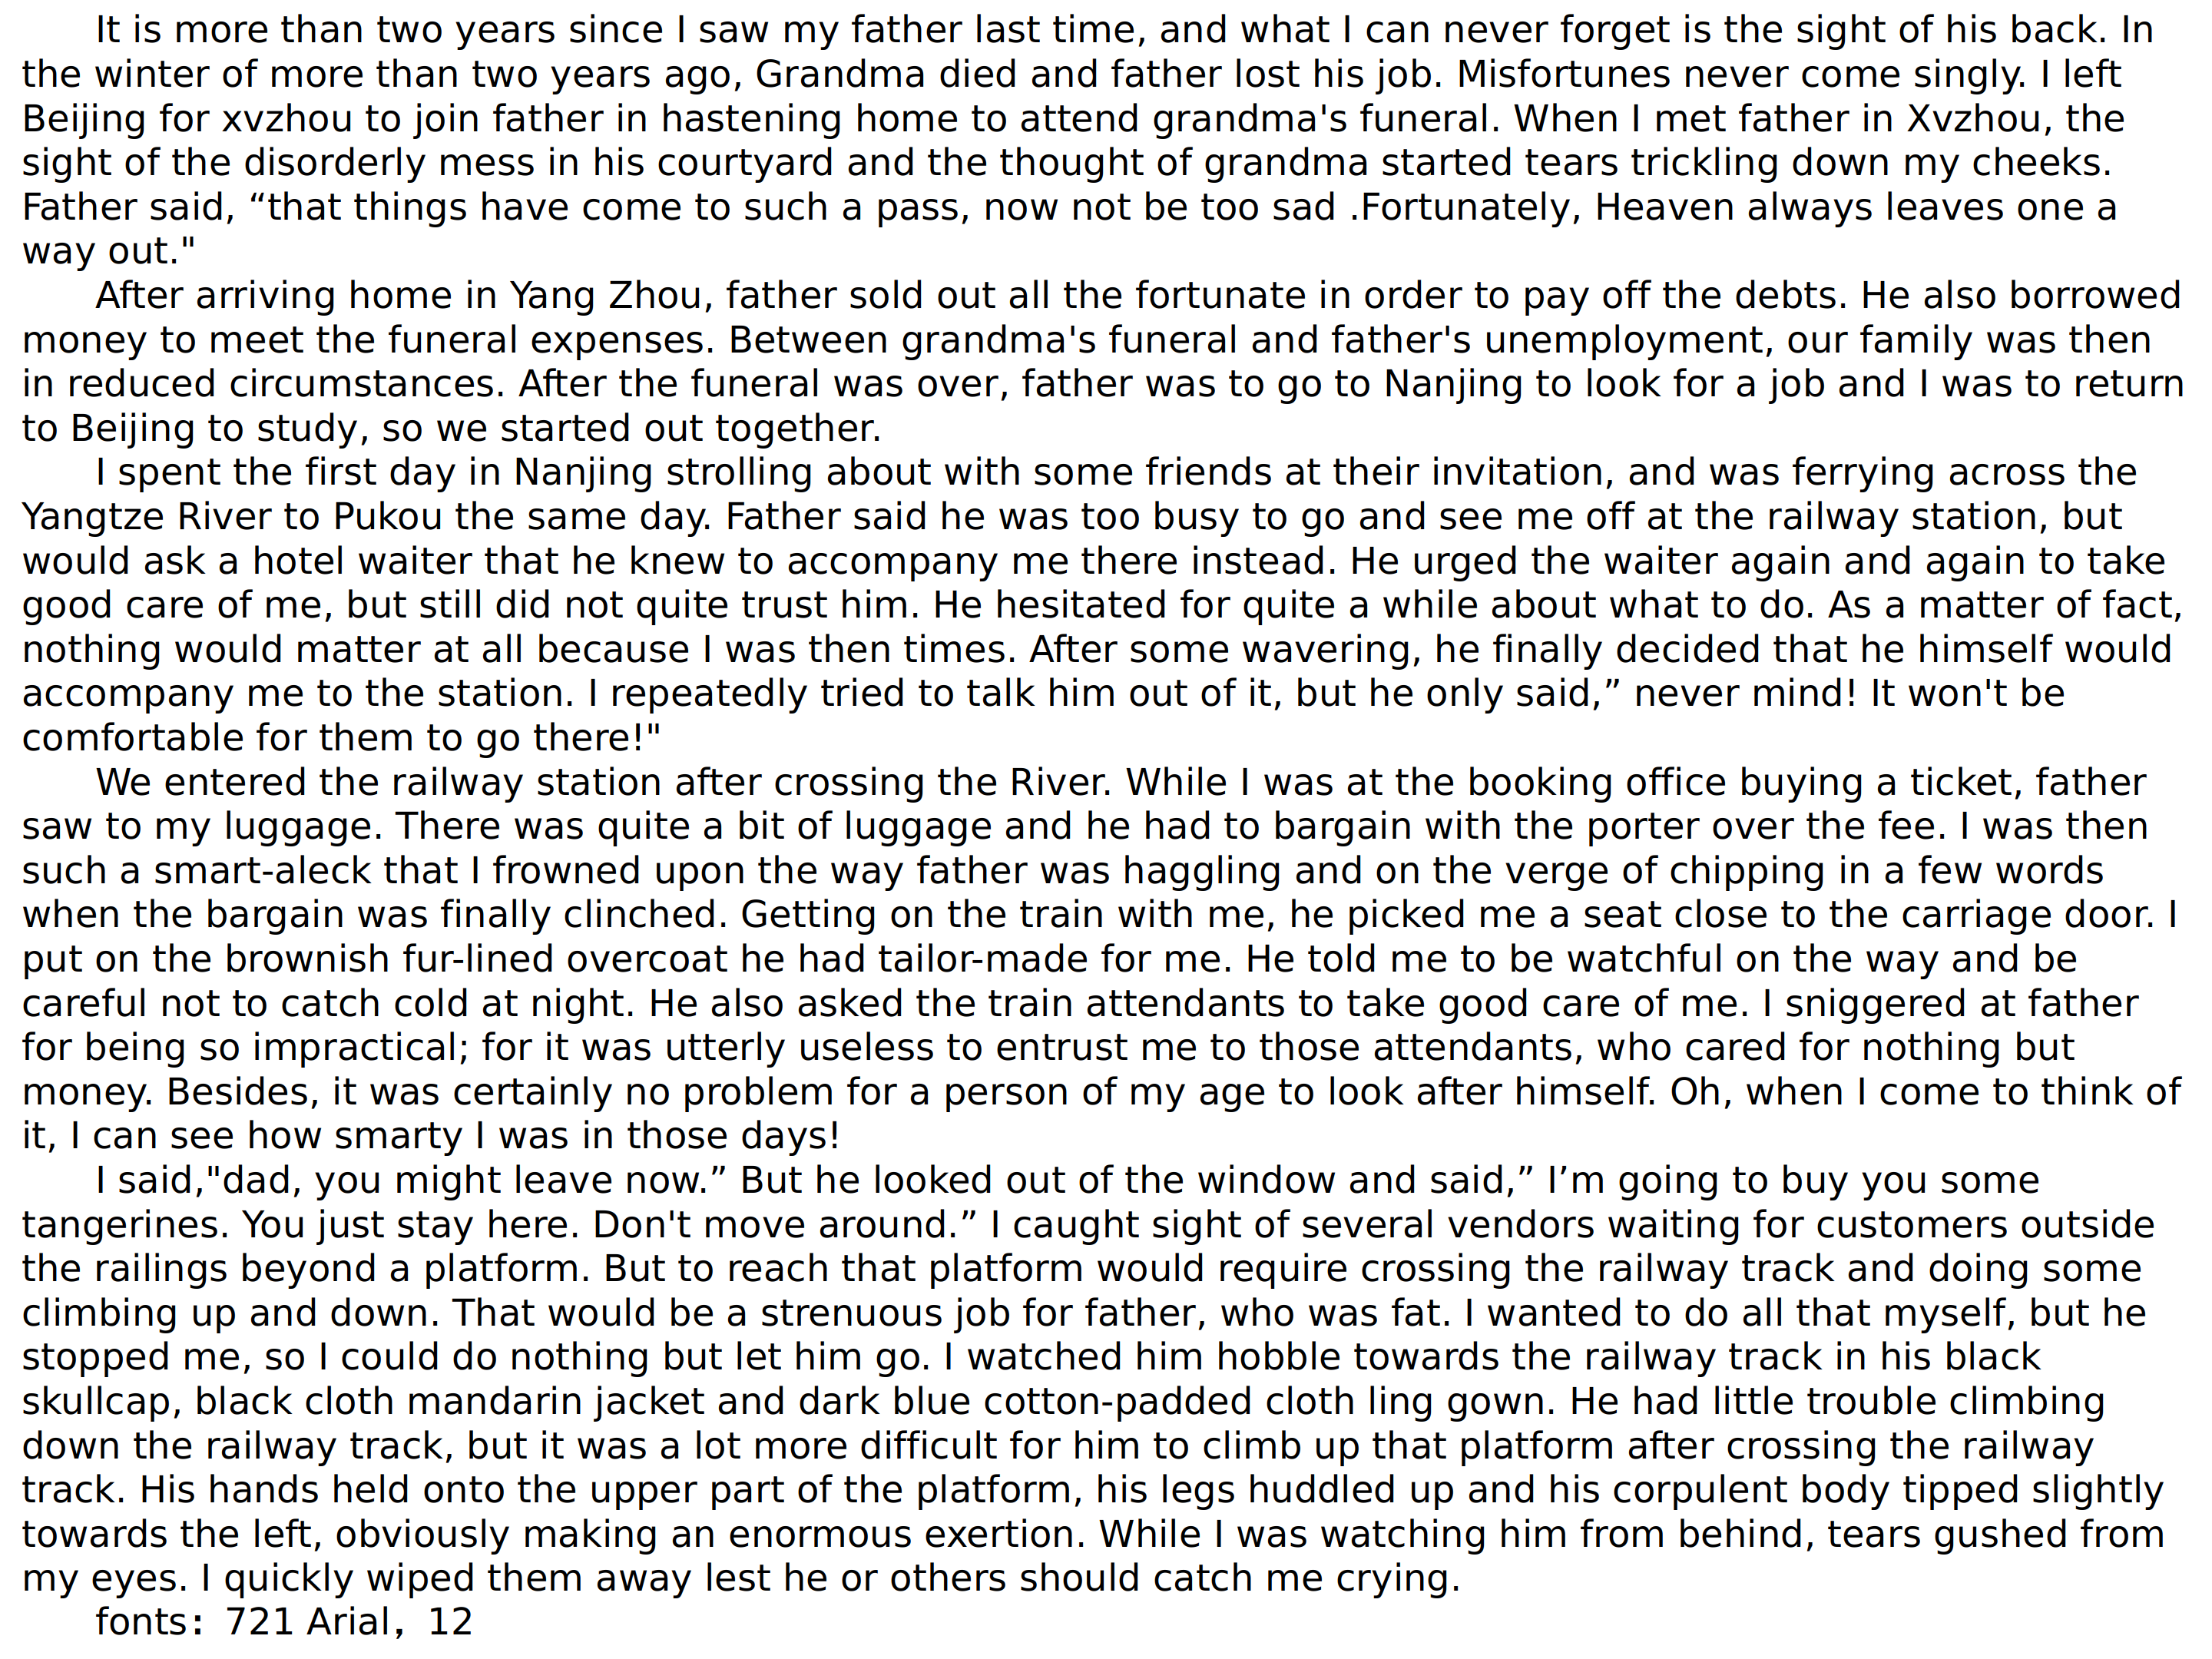 It is more than two years since I saw my father last time, and what I can never forget is the sight of his back. In
the winter of more than two years ago, Grandma died and father lost his job. Misfortunes never come singly. I left
Beijing for xvzhou to join father in hastening home to attend grandma's funeral. When I met father in Xvzhou, the
sight of the disorderly mess in his courtyard and the thought of grandma started tears trickling down my cheeks.
Father said, “that things have come to such a pass, now not be too sad .Fortunately, Heaven always leaves one a
way out."
After arriving home in Yang Zhou, father sold out all the fortunate in order to pay off the debts. He also borrowed
money to meet the funeral expenses. Between grandma's funeral and father's unemployment, our family was then
in reduced circumstances. After the funeral was over, father was to go to Nanjing to look for a job and I was to return
to Beijing to study, so we started out together.
I spent the first day in Nanjing strolling about with some friends at their invitation, and was ferrying across the
Yangtze River to Pukou the same day. Father said he was too busy to go and see me off at the railway station, but
would ask a hotel waiter that he knew to accompany me there instead. He urged the waiter again and again to take
good care of me, but still did not quite trust him. He hesitated for quite a while about what to do. As a matter of fact,
nothing would matter at all because I was then times. After some wavering, he finally decided that he himself would
accompany me to the station. I repeatedly tried to talk him out of it, but he only said,” never mind! It won't be
comfortable for them to go there!"
We entered the railway station after crossing the River. While I was at the booking office buying a ticket, father
saw to my luggage. There was quite a bit of luggage and he had to bargain with the porter over the fee. I was then
such a smart-aleck that I frowned upon the way father was haggling and on the verge of chipping in a few words
when the bargain was finally clinched. Getting on the train with me, he picked me a seat close to the carriage door. I
put on the brownish fur-lined overcoat he had tailor-made for me. He told me to be watchful on the way and be
careful not to catch cold at night. He also asked the train attendants to take good care of me. I sniggered at father
for being so impractical; for it was utterly useless to entrust me to those attendants, who cared for nothing but
money. Besides, it was certainly no problem for a person of my age to look after himself. Oh, when I come to think of
it, I can see how smarty I was in those days!
I said,"dad, you might leave now.” But he looked out of the window and said,” I’m going to buy you some
tangerines. You just stay here. Don't move around.” I caught sight of several vendors waiting for customers outside
the railings beyond a platform. But to reach that platform would require crossing the railway track and doing some
climbing up and down. That would be a strenuous job for father, who was fat. I wanted to do all that myself, but he
stopped me, so I could do nothing but let him go. I watched him hobble towards the railway track in his black
skullcap, black cloth mandarin jacket and dark blue cotton-padded cloth ling gown. He had little trouble climbing
down the railway track, but it was a lot more difficult for him to climb up that platform after crossing the railway
track. His hands held onto the upper part of the platform, his legs huddled up and his corpulent body tipped slightly
towards the left, obviously making an enormous exertion. While I was watching him from behind, tears gushed from
my eyes. I quickly wiped them away lest he or others should catch me crying.
fonts：721 Arial，12